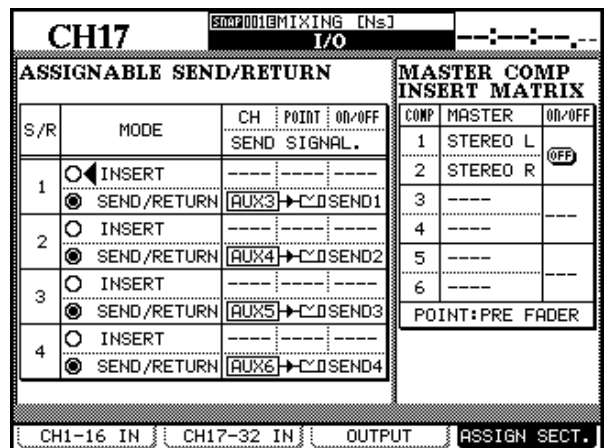 CH17
SNAP001 MIXING [Ns]
I/O
--:--:--.--
ASSIGNABLE SEND/RETURN
S/R MODE CH POINT ON/OFF
SEND SIGNAL.
1 INSERT ---- ---- ----
SEND/RETURN AUX3 SEND1
2 INSERT ---- ---- ----
SEND/RETURN AUX4 SEND2
3 INSERT ---- ---- ----
SEND/RETURN AUX5 SEND3
4 INSERT ---- ---- ----
SEND/RETURN AUX6 SEND4
MASTER COMP
INSERT MATRIX
COMP MASTER ON/OFF
1 STEREO L
OFF
2 STEREO R
3 ----
---
4 ----
5 ----
---
6 ----
POINT:PRE FADER
CH1-16 IN CH17-32 IN OUTPUT ASSIGN SECT.